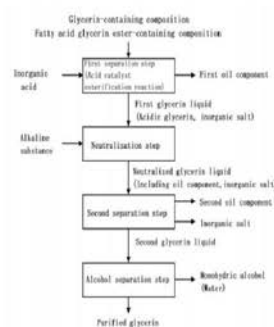 Glycerin-containing composition
Fatty acid glycerin ester-containing composition
Inorganic
acid
First separation step
(Acid catalyst
esterification reaction)
First oil component
First glycerin liquid
(Acidic glycerin, inorganic salt)
Alkaline
substance
Neutralization step
Neutralized glycerin liquid
(Including oil component, inorganic salt
Second separation step
Second oil component
Inorganic salt
Second glycerin liquid
Alcohol separation step
Monohydric alcohol
(Water)
Purified glycerin